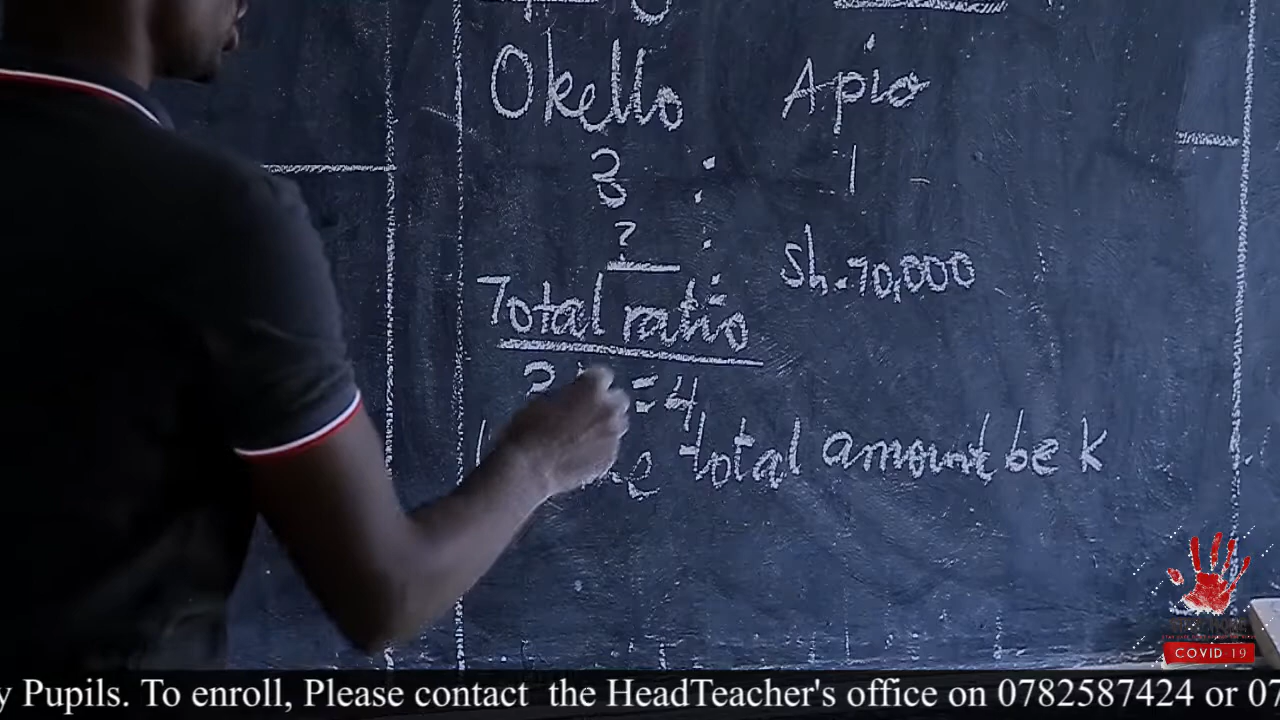 Okello Apio
3 : 1
? : Sh. 70,000
Total ratio
3 = 4
total amount be k
COVID-19
y Pupils. To enroll, Please contact the HeadTeacher's office on 0782587424 or 07